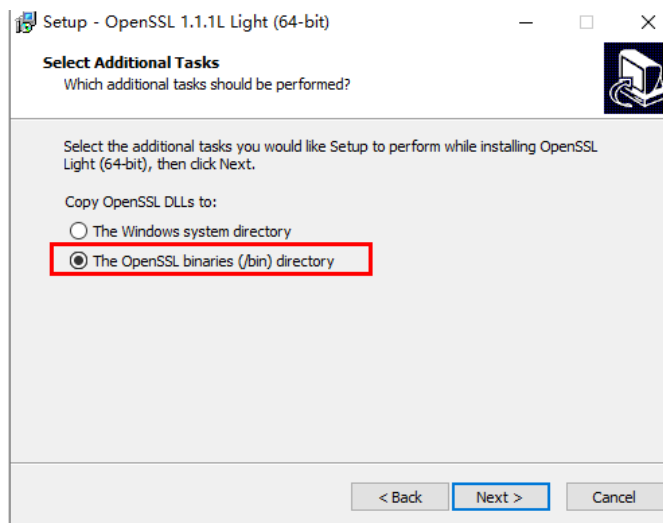 Setup - OpenSSL 1.1.1L Light (64-bit)
Select Additional Tasks
Which additional tasks should be performed?
Select the additional tasks you would like Setup to perform while installing OpenSSL
Light (64-bit), then click Next.
Copy OpenSSL DLLs to:
The Windows system directory
The OpenSSL binaries (/bin) directory
< Back
Next >
Cancel